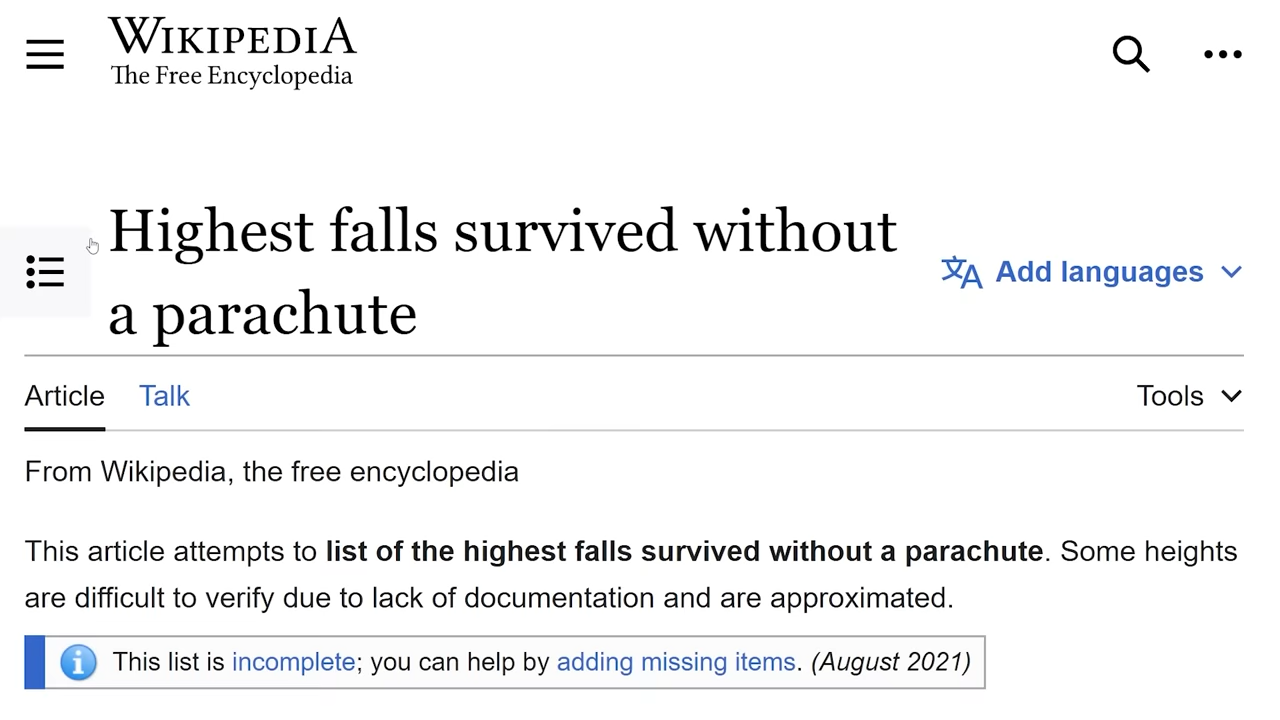 WIKIPEDIA
The Free Encyclopedia
Highest falls survived without
a parachute
Add languages
Article Talk Tools
From Wikipedia, the free encyclopedia
This article attempts to list of the highest falls survived without a parachute. Some heights
are difficult to verify due to lack of documentation and are approximated.
This list is incomplete; you can help by adding missing items. (August 2021)